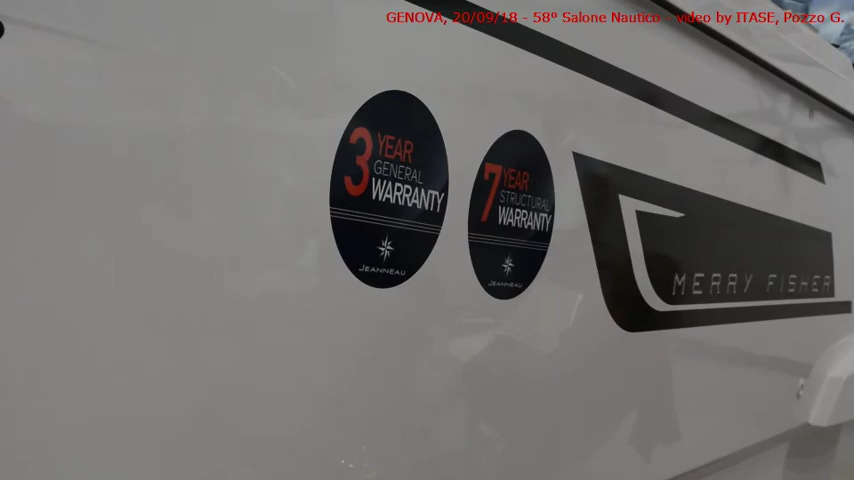 GENOVA, 20/09/18 - 58º Salone Nautico - video by ITASE, Pozzo G.
3 YEAR
GENERAL
WARRANTY
JEANNEAU
7 YEAR
STRUCTURAL
WARRANTY
JEANNEAU
MERRY FISHER